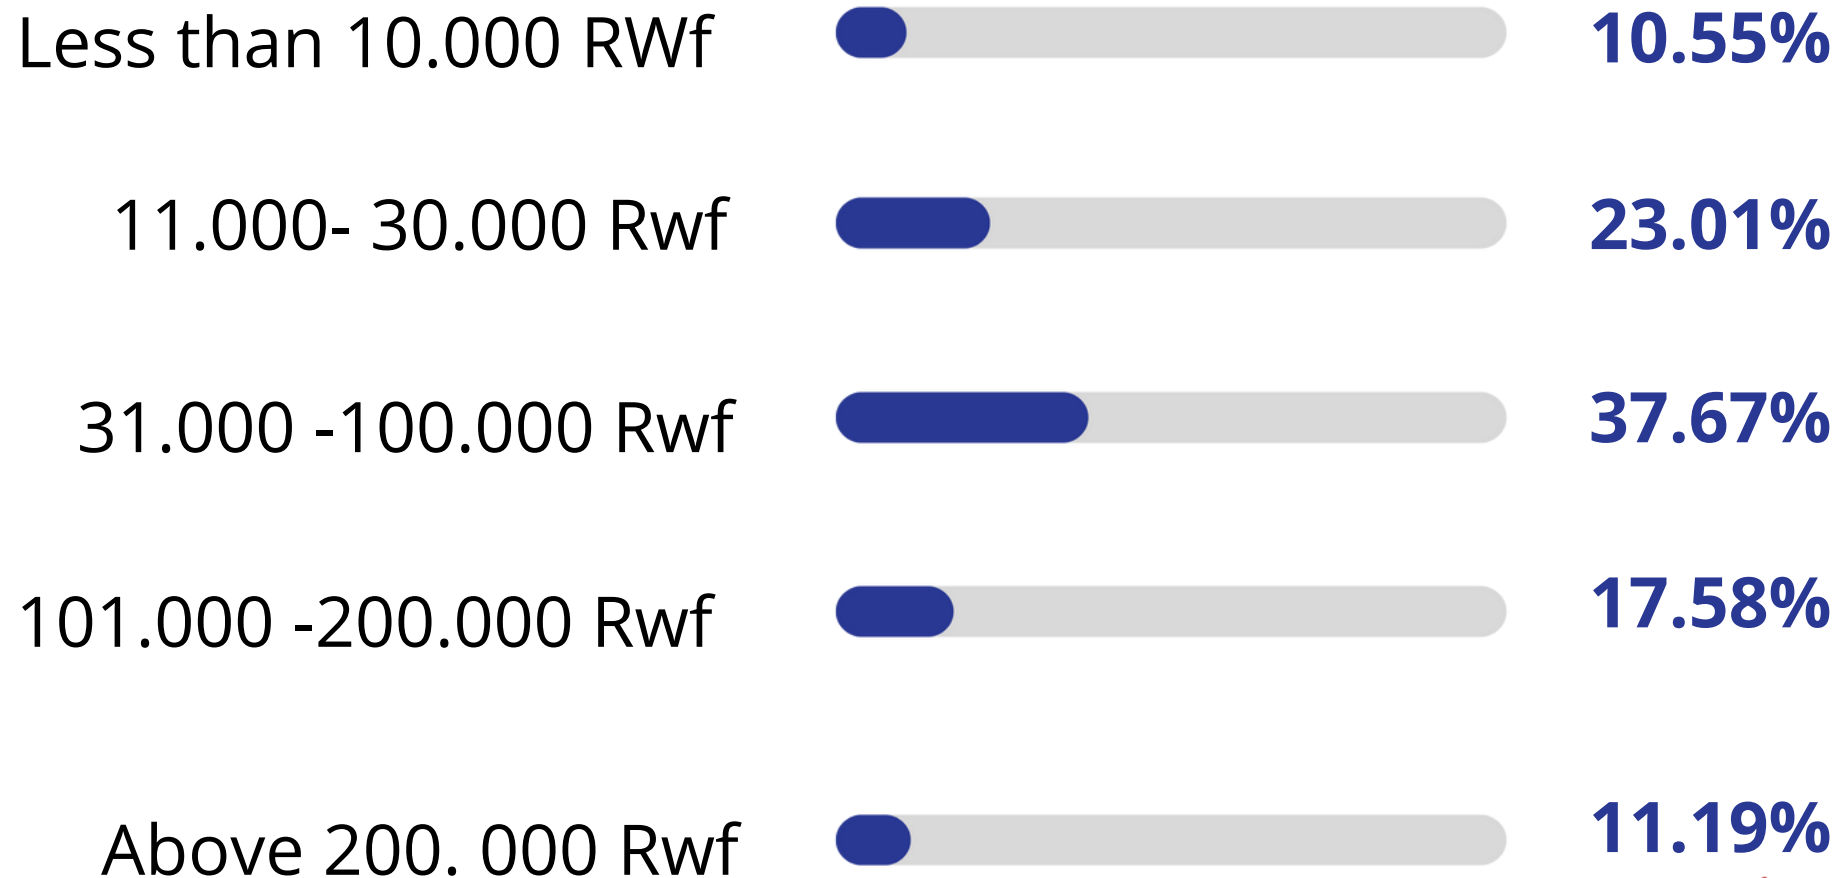 Less than 10.000 RWf 10.55%
11.000- 30.000 Rwf 23.01%
31.000 -100.000 Rwf 37.67%
101.000 -200.000 Rwf 17.58%
Above 200. 000 Rwf 11.19%